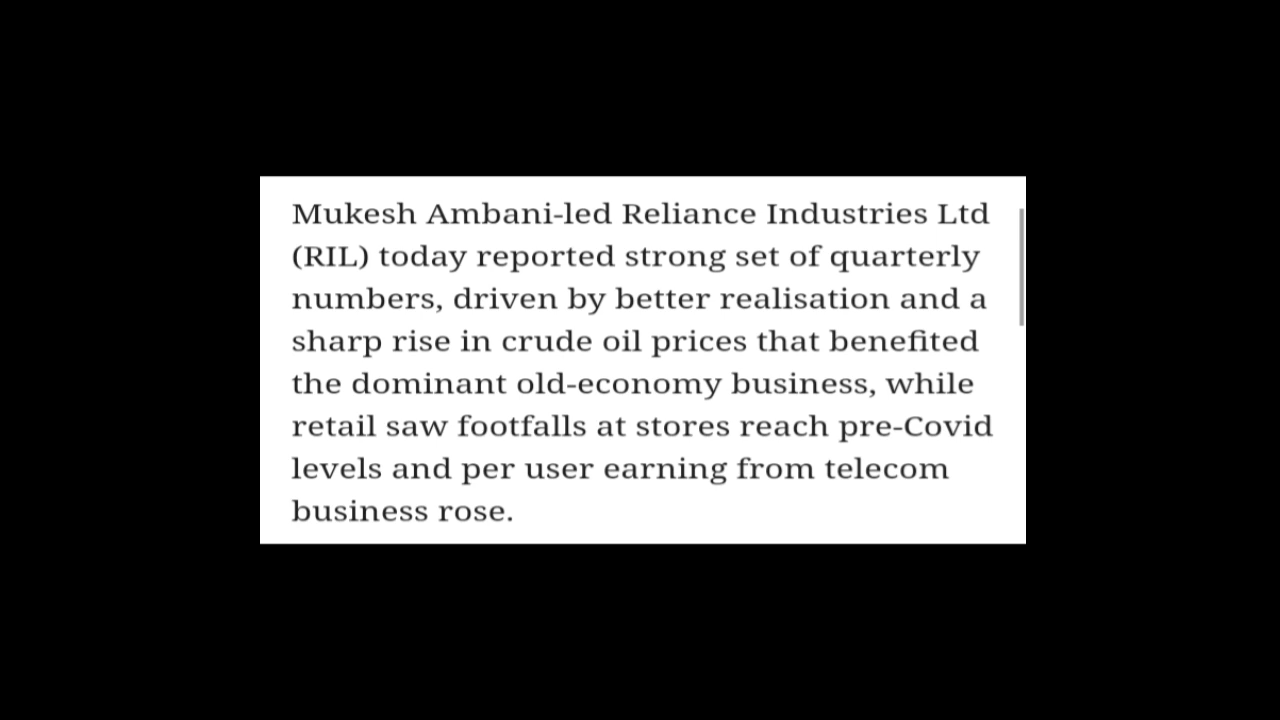 Mukesh Ambani-led Reliance Industries Ltd
(RIL) today reported strong set of quarterly
numbers, driven by better realisation and a
sharp rise in crude oil prices that benefited
the dominant old-economy business, while
retail saw footfalls at stores reach pre-Covid
levels and per user earning from telecom
business rose.